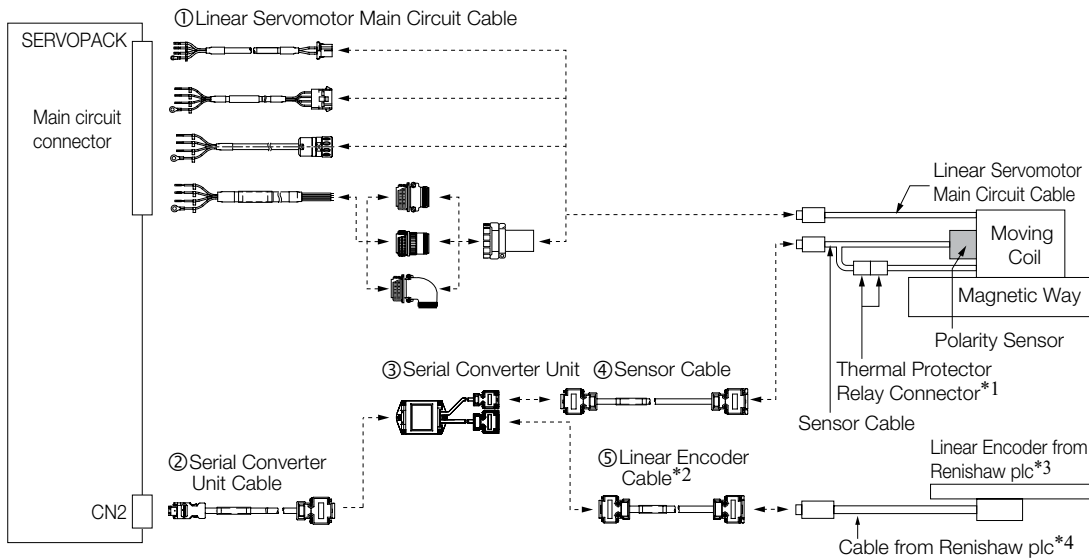 ①Linear Servomotor Main Circuit Cable
SERVOPACK
Main circuit
connector
Linear Servomotor
Main Circuit Cable
Moving
Coil
Magnetic Way
Polarity Sensor
Thermal Protector
Relay Connector*1
Sensor Cable
③Serial Converter Unit
④Sensor Cable
②Serial Converter
Unit Cable
⑤Linear Encoder
Cable*2
Linear Encoder from
Renishaw plc*3
CN2
Cable from Renishaw plc*4